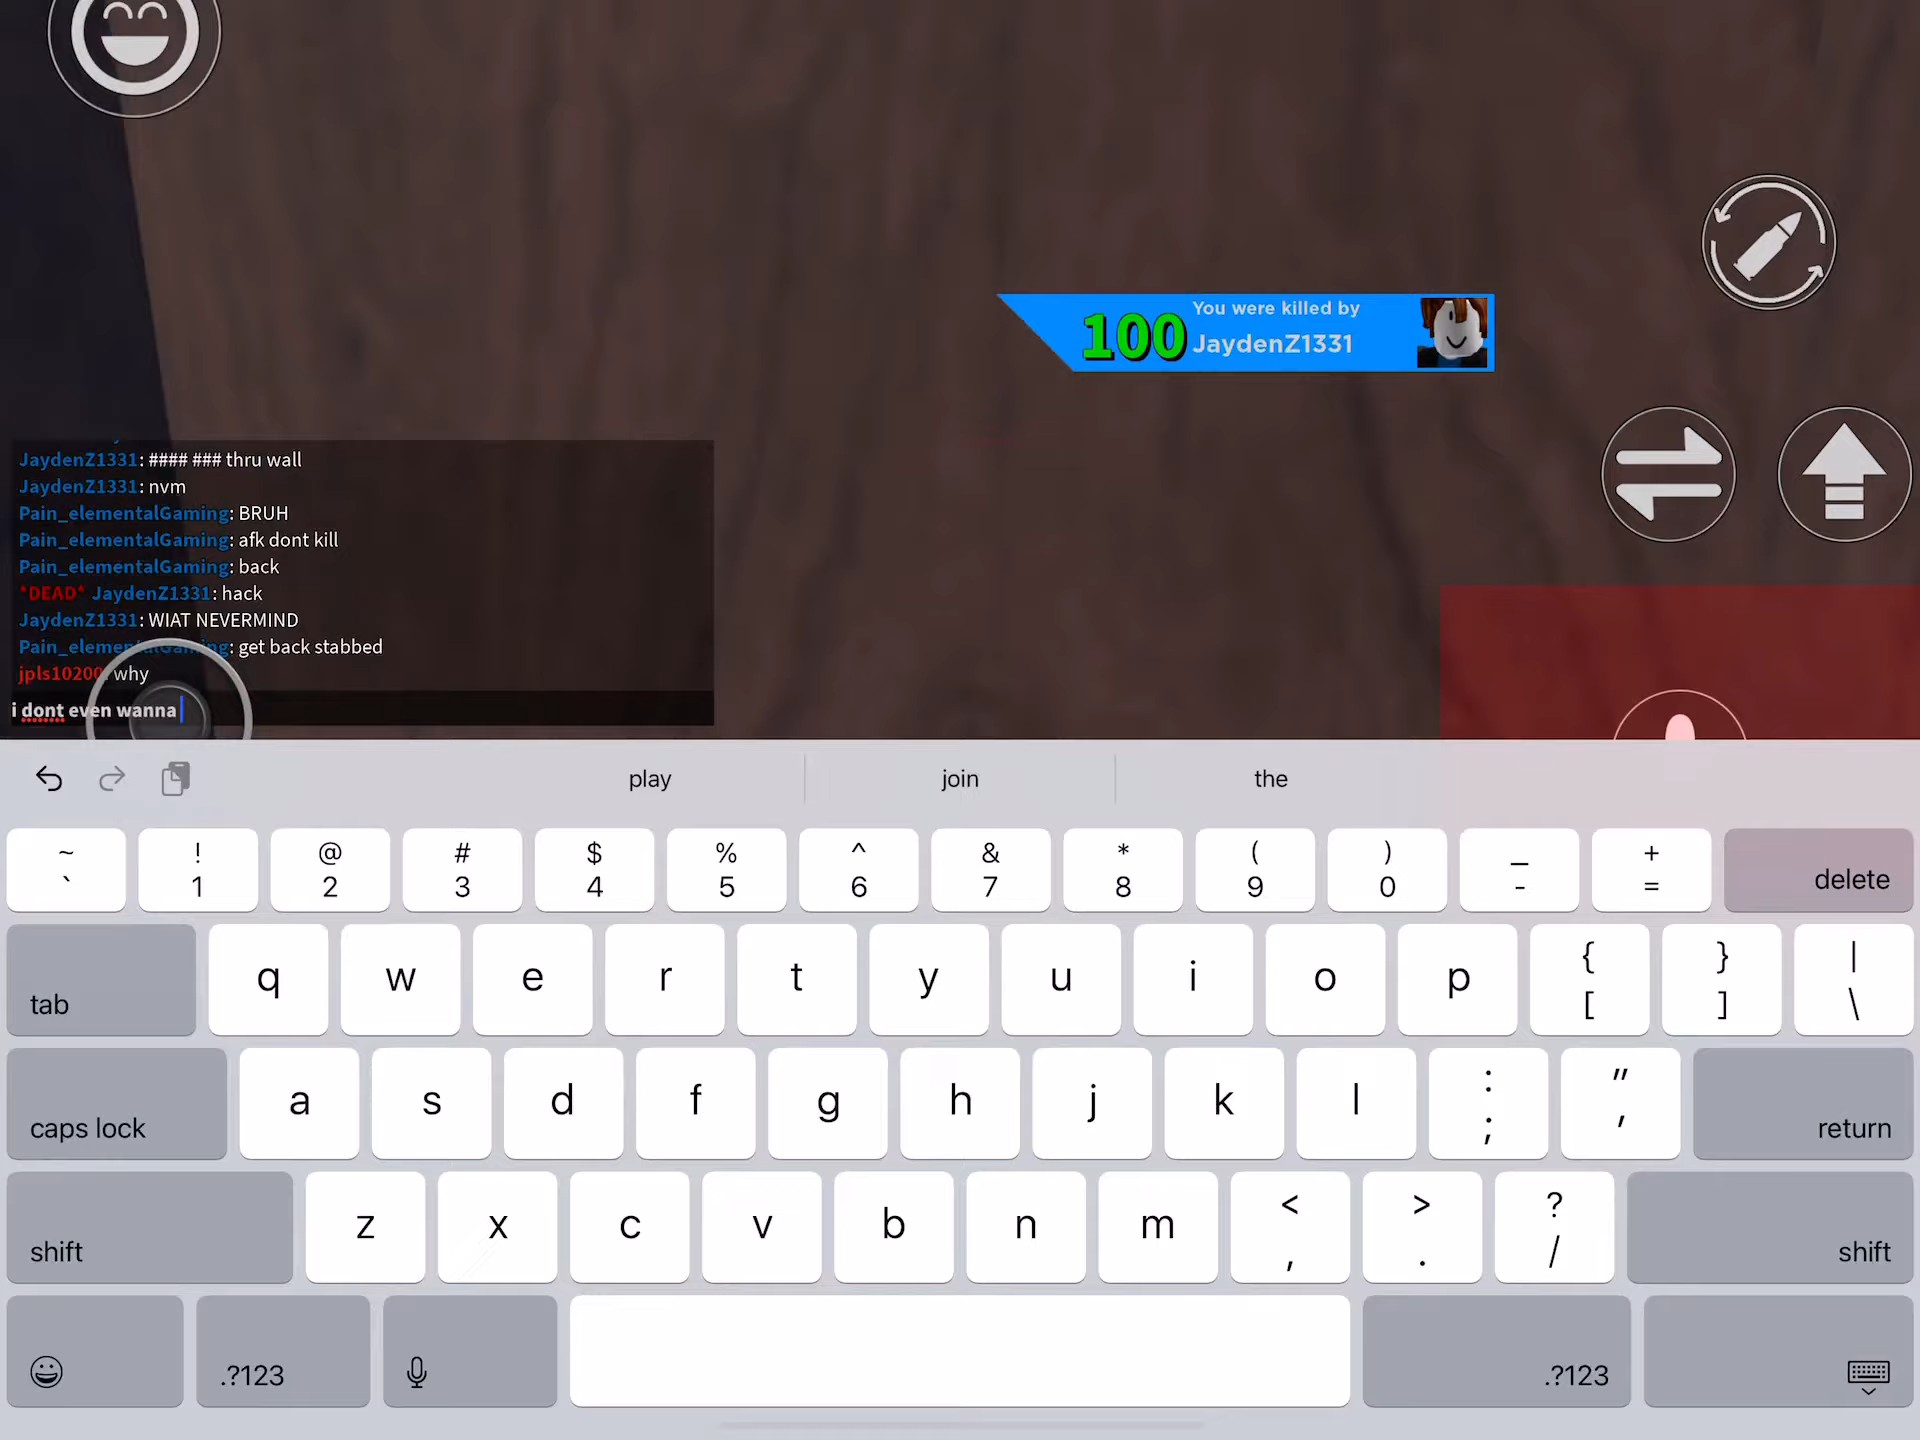 You were killed by
100 JaydenZ1331
JaydenZ1331: #### ### thru wall
JaydenZ1331: nvm
Pain_elementalGaming: BRUH
Pain_elementalGaming: afk dont kill
Pain_elementalGaming: back
*DEAD* JaydenZ1331: hack
JaydenZ1331: WIAT NEVERMIND
Pain_elementalGaming: get back stabbed
jpls10200: why
i dont even wanna
play join the
~ ! @ # $ % ^ & * ( ) _ +
` 1 2 3 4 5 6 7 8 9 0 - = delete
tab q w e r t y u i o p { [ } ] | \
caps lock a s d f g h j k l : ; " ' return
shift z x c v b n m < , > . ? / shift
.?123 .?123